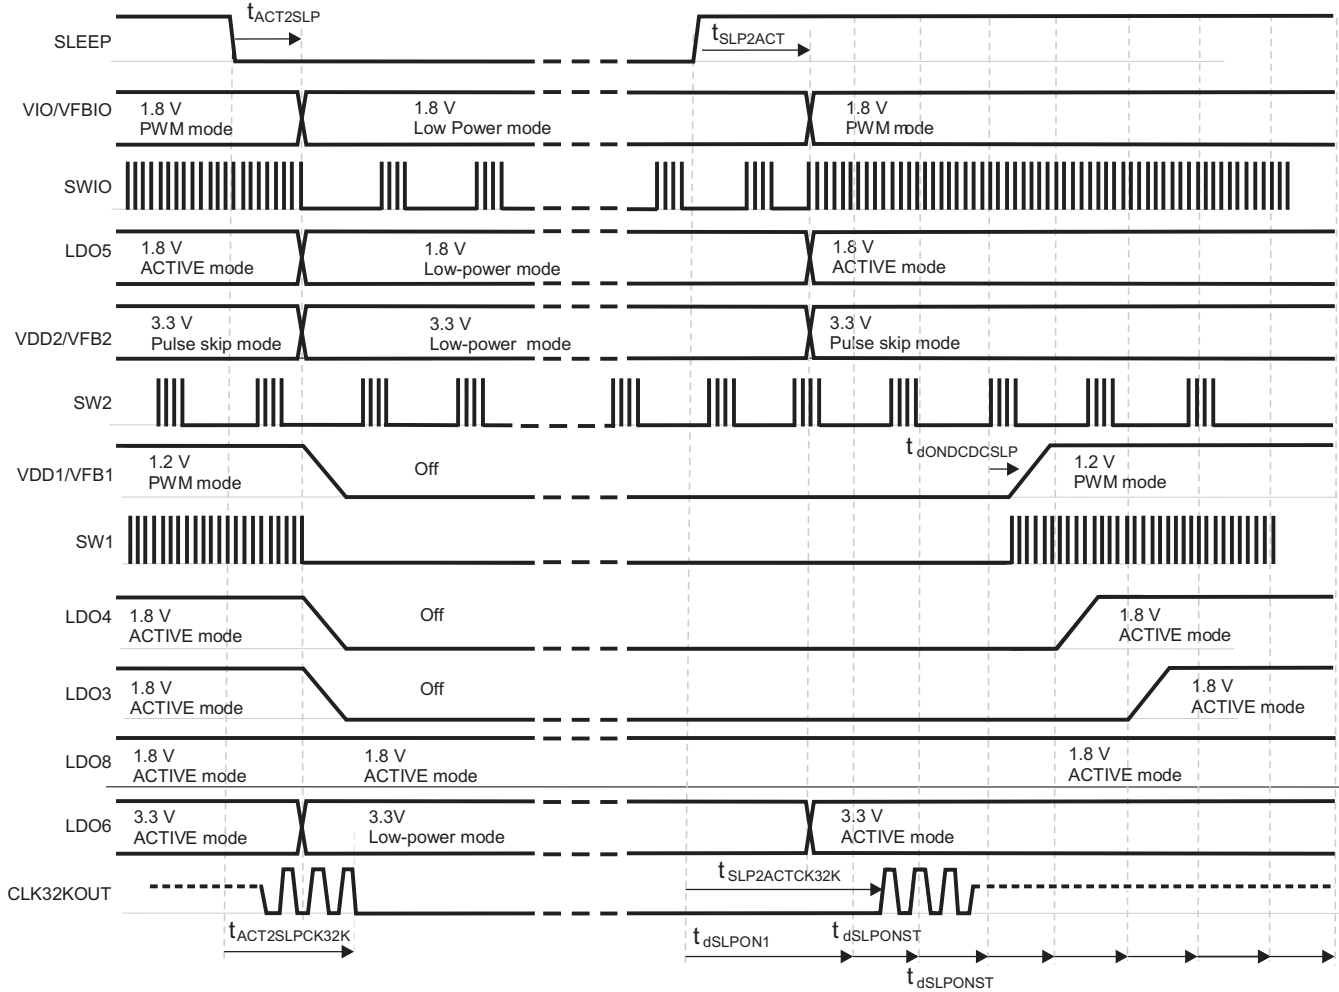 tACT2SLP
tSLP2ACT
SLEEP
VIO/VFBIO
1.8 V
PWM mode
1.8 V
Low Power mode
1.8 V
PWM mode
SWIO
LDO5
1.8 V
ACTIVE mode
1.8 V
Low-power mode
1.8 V
ACTIVE mode
VDD2/VFB2
3.3 V
Pulse skip mode
3.3 V
Low-power mode
3.3 V
Pulse skip mode
SW2
VDD1/VFB1
1.2 V
PWM mode
Off
tdONDCDCSLP
1.2 V
PWM mode
SW1
LDO4
1.8 V
ACTIVE mode
Off
1.8 V
ACTIVE mode
LDO3
1.8 V
ACTIVE mode
Off
1.8 V
ACTIVE mode
LDO8
1.8 V
ACTIVE mode
1.8 V
ACTIVE mode
1.8 V
ACTIVE mode
LDO6
3.3 V
ACTIVE mode
3.3V
Low-power mode
3.3 V
ACTIVE mode
CLK32KOUT
tSLP2ACTCK32K
tACT2SLPCK32K
tdSLPON1
tdSLPONST
tdSLPONST